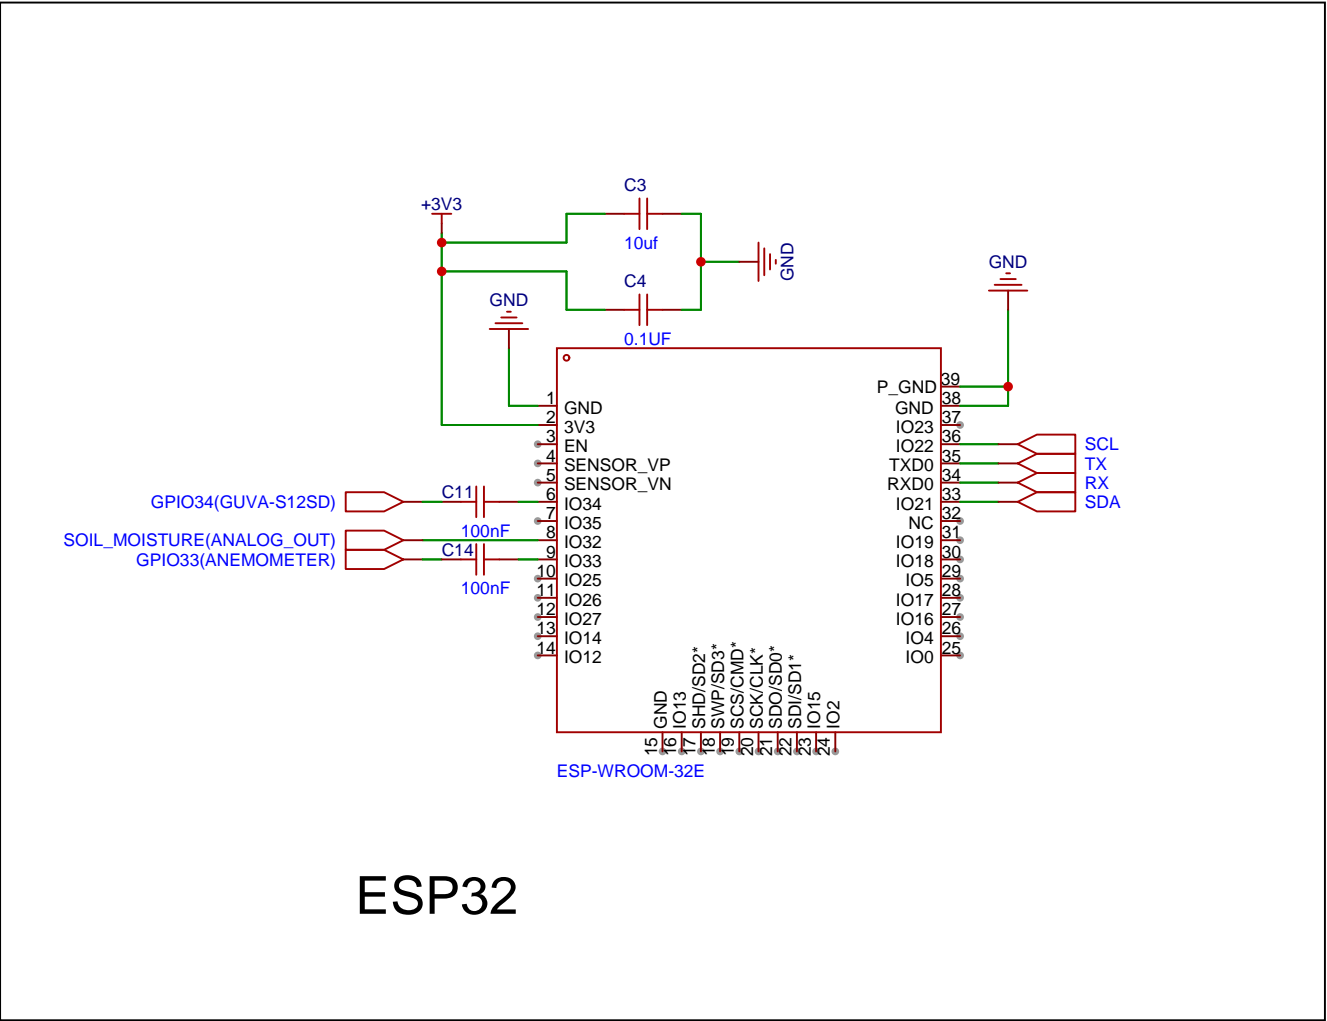 C3
+3V3
10uf
GND
C4
GND
GND
0.1UF
39
P_GND
38
1
GND
GND
37
2
3V3
IO23
36
3
EN
IO22
SCL
35
4
SENSOR_VP
TXD0
TX
34
5
SENSOR_VN
RXD0
RX
33
C11
6
GPIO34(GUVA-S12SD)
IO34
IO21
SDA
32
7
100nF
IO35
NC
31
8
SOIL_MOISTURE(ANALOG_OUT)
IO32
IO19
30
C14
9
GPIO33(ANEMOMETER)
IO33
IO18
29
10
100nF
IO25
IO5
28
11
IO26
IO17
27
12
IO27
IO16
26
13
IO14
IO4
25
14
IO12
IO0
GND
IO13
SHD/SD2*
SWP/SD3*
SCS/CMD*
SCK/CLK*
SDO/SD0*
SDI/SD1*
IO15
IO2
15
16
17
18
19
20
21
22
23
24
ESP-WROOM-32E
ESP32